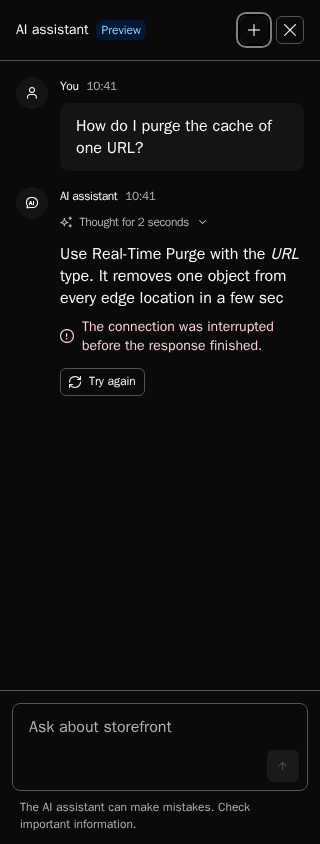 AI assistant Preview
You 10:41
How do I purge the cache of
one URL?
AI
AI assistant 10:41
Thought for 2 seconds
Use Real-Time Purge with the URL
type. It removes one object from
every edge location in a few sec
The connection was interrupted
before the response finished.
Try again
Ask about storefront
The AI assistant can make mistakes. Check
important information.